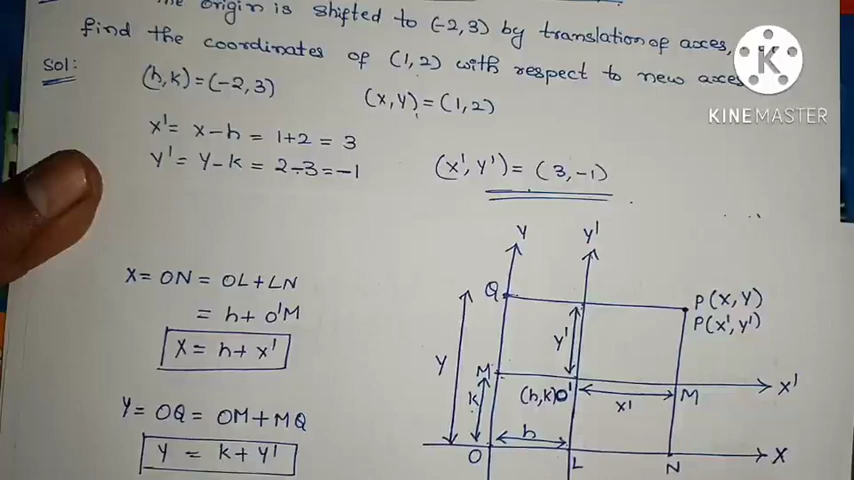 the origin is shifted to (-2,3) by translation of axes,
find the coordinates of (1,2) with respect to new axes
Sol:
(h,k)=(-2,3)
(x,y)=(1,2)
x'= x-h = 1+2 = 3
y'= y-k = 2-3=-1
(x',y')= (3,-1)
X= ON= OL+LN
= h+o'M
X= h+x'
Y= OQ= OM+MQ
Y = k+Y'
Y
Y'
Q
P(x,y)
P(x',y')
Y
Y'
M
k
(h,k)O'
x'
M
X'
h
O
L
N
X
K
KINEMASTER